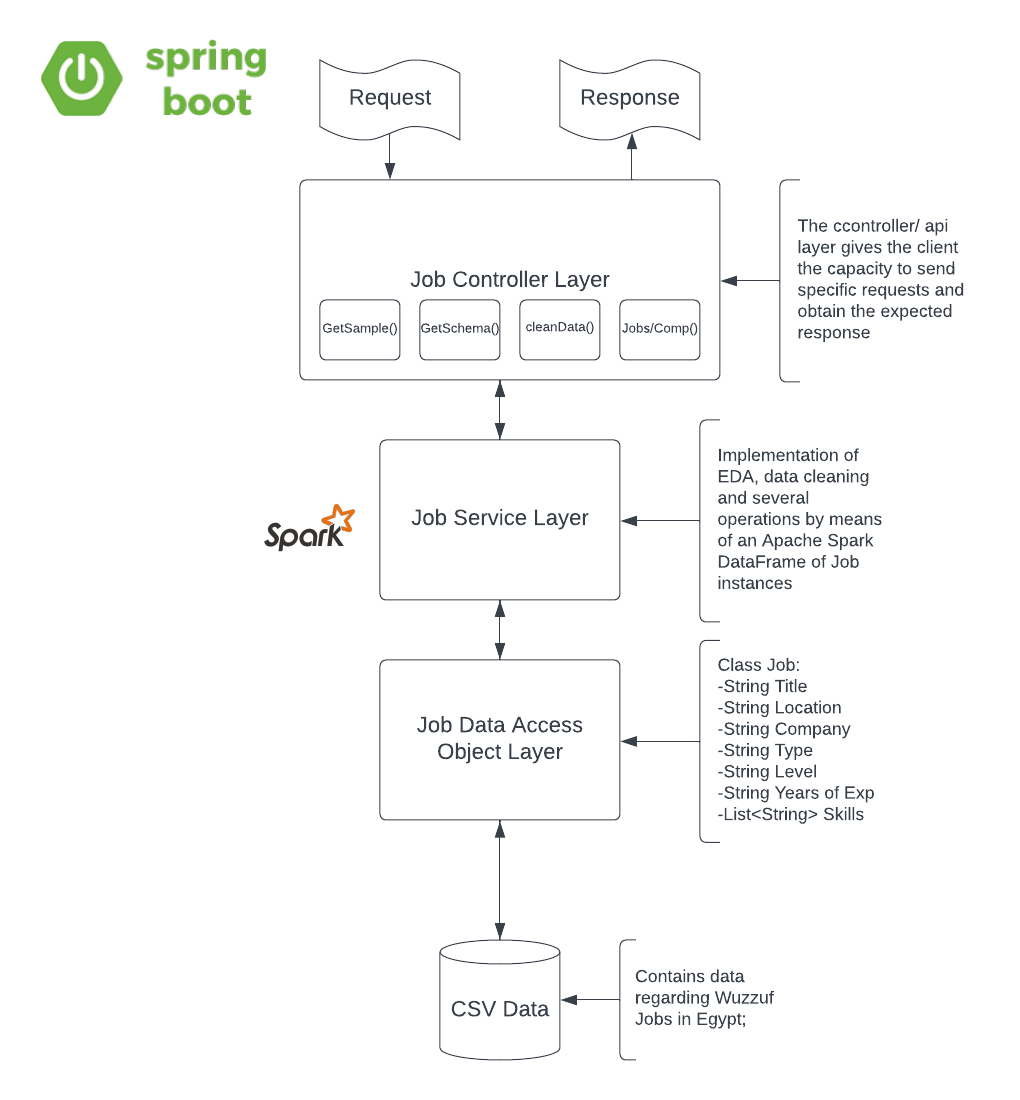 spring
boot
Request
Response
Job Controller Layer
GetSample()
GetSchema()
cleanData()
Jobs/Comp()
The ccontroller/ api
layer gives the client
the capacity to send
specific requests and
obtain the expected
response
Spark
Job Service Layer
Implementation of
EDA, data cleaning
and several
operations by means
of an Apache Spark
DataFrame of Job
instances
Job Data Access
Object Layer
Class Job:
-String Title
-String Location
-String Company
-String Type
-String Level
-String Years of Exp
-List<String> Skills
CSV Data
Contains data
regarding Wuzzuf
Jobs in Egypt;